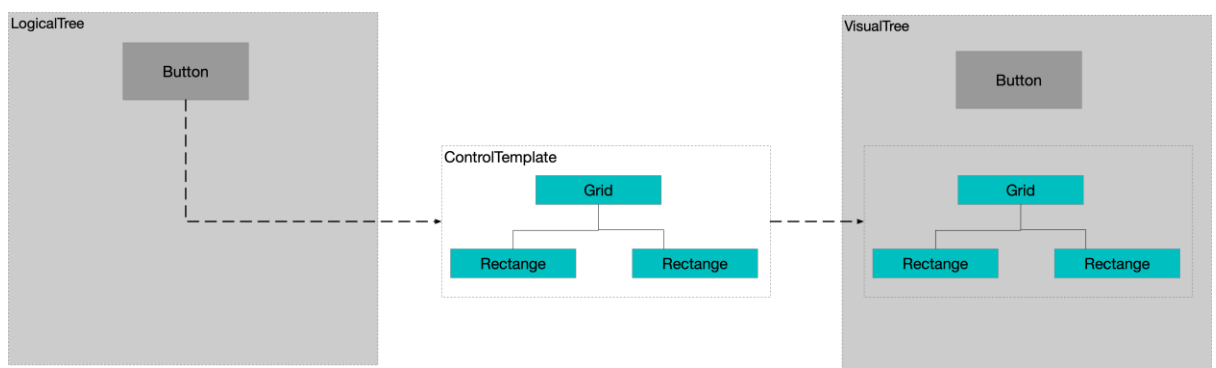 LogicalTree
Button
ControlTemplate
Grid
Rectange
Rectange
VisualTree
Button
Grid
Rectange
Rectange